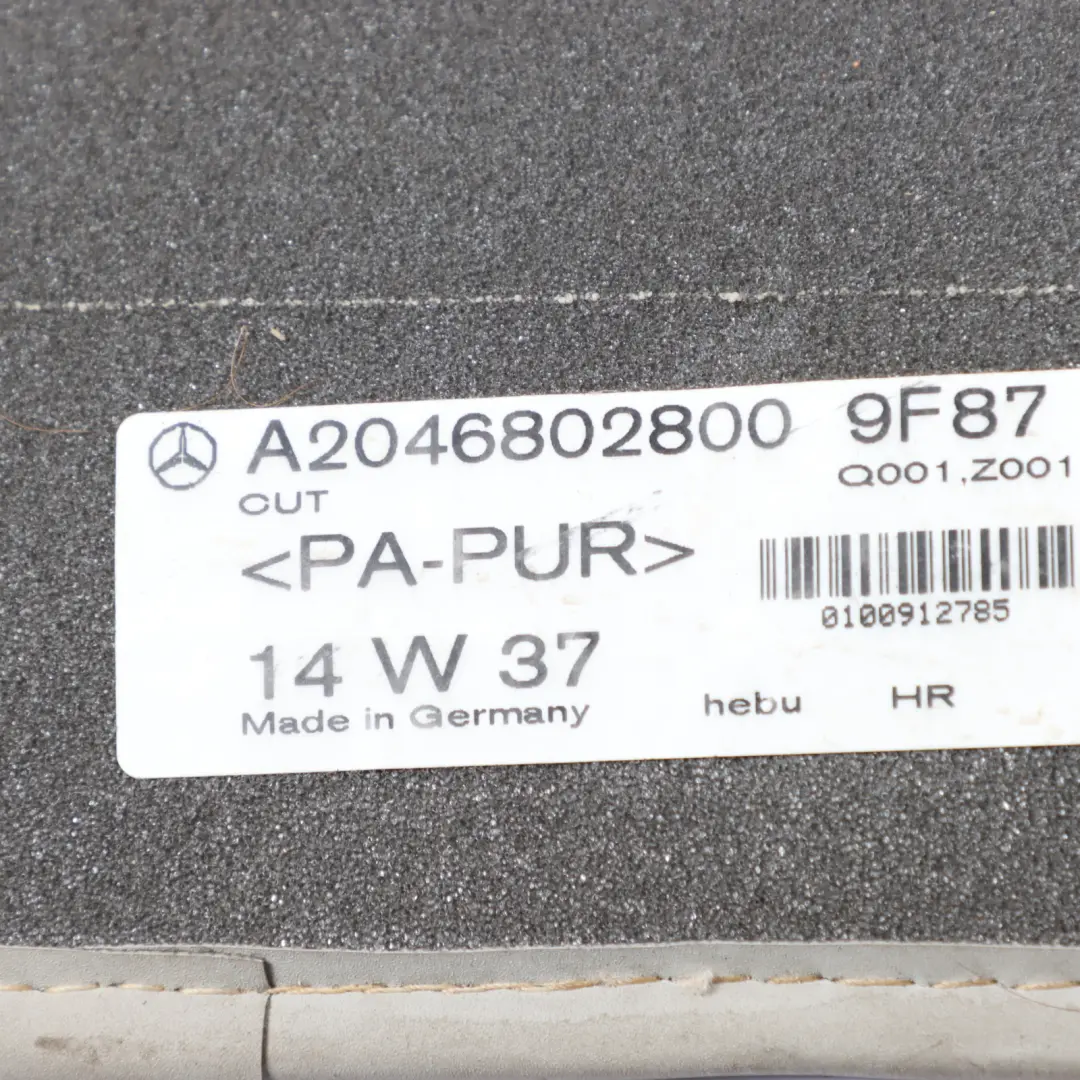 A2046802800 9F87
CUT Q001,Z001
<PA-PUR>
0100912785
14 W 37
Made in Germany hebu HR